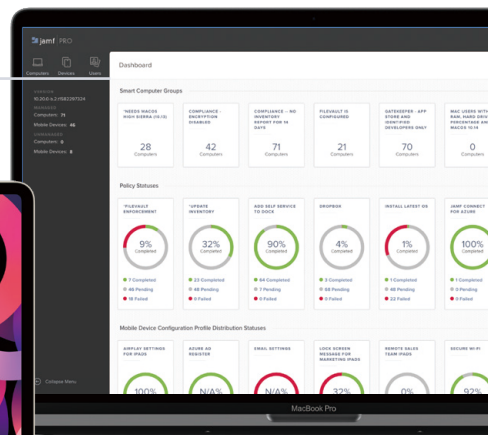 jamf PRO
Computers Devices Users
VERSION
MANAGED
Computers: 71
Mobile Devices: 46
UNMANAGED
Computers: 0
Mobile Devices: 8
Collapse Menu
Dashboard
Smart Computer Groups
*NEEDS MACOS
HIGH SIERRA (10.13)
28
Computers
COMPLIANCE -
ENCRYPTION
DISABLED
42
Computers
COMPLIANCE - NO
INVENTORY
REPORT FOR 14
DAYS
71
Computers
FILEVAULT IS
CONFIGURED
21
Computers
GATEKEEPER - APP
STORE AND
IDENTIFIED
DEVELOPERS ONLY
70
Computers
MAC USERS WITH
RAM, HARD DRIV
PERCENTAGE AN
MACOS 10.14
0
Computers
Policy Statuses
*FILEVAULT
ENFORCEMENT
9%
Completed
7 Completed
46 Pending
18 Failed
*UPDATE
INVENTORY
32%
Completed
23 Completed
48 Pending
0 Failed
ADD SELF SERVICE
TO DOCK
90%
Completed
64 Completed
7 Pending
0 Failed
DROPBOX
4%
Completed
3 Completed
68 Pending
0 Failed
INSTALL LATEST OS
1%
Completed
1 Completed
48 Pending
22 Failed
JAMF CONNECT
FOR AZURE
100%
Completed
1 Completed
0 Pending
0 Failed
Mobile Device Configuration Profile Distribution Statuses
AIRPLAY SETTINGS
FOR IPADS
100%
AZURE AD
REGISTER
N/A%
EMAIL SETTINGS
N/A%
LOCK SCREEN
MESSAGE FOR
MARKETING IPADS
32%
REMOTE SALES
TEAM IPADS
0%
SECURE WI-FI
92%
MacBook Pro